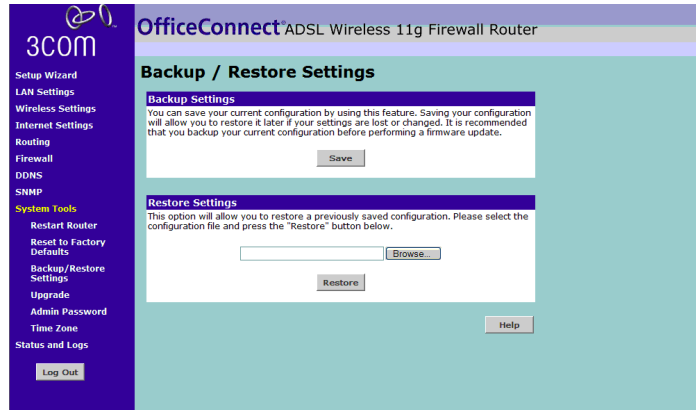 3COM
OfficeConnect® ADSL Wireless 11g Firewall Router
Setup Wizard
LAN Settings
Wireless Settings
Internet Settings
Routing
Firewall
DDNS
SNMP
System Tools
Restart Router
Reset to Factory
Defaults
Backup/Restore
Settings
Upgrade
Admin Password
Time Zone
Status and Logs
Log Out
Backup / Restore Settings
Backup Settings
You can save your current configuration by using this feature. Saving your configuration
will allow you to restore it later if your settings are lost or changed. It is recommended
that you backup your current configuration before performing a firmware update.
Save
Restore Settings
This option will allow you to restore a previously saved configuration. Please select the
configuration file and press the "Restore" button below.
Browse...
Restore
Help